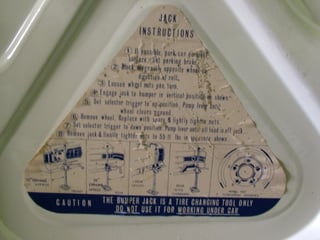 JACK
INSTRUCTIONS
① If possible, park car on
surface - Set parking brake.
② Block diagonally opposite wheel
direction of roll.
③ Loosen wheel nuts one turn.
④ Engage jack to bumper in vertical position as shown
⑤ Set selector trigger to up position. Pump lever until
wheel clears ground
⑥ Remove wheel. Replace with spare & lightly tighten nuts.
⑦ Set selector trigger to down position. Pump lever until all load is off jack
⑧ Remove jack & finally tighten nuts to 55 ft lbs in sequence shown.
CAUTION THE BUMPER JACK IS A TIRE CHANGING TOOL ONLY
DO NOT USE IT FOR WORKING UNDER CAR